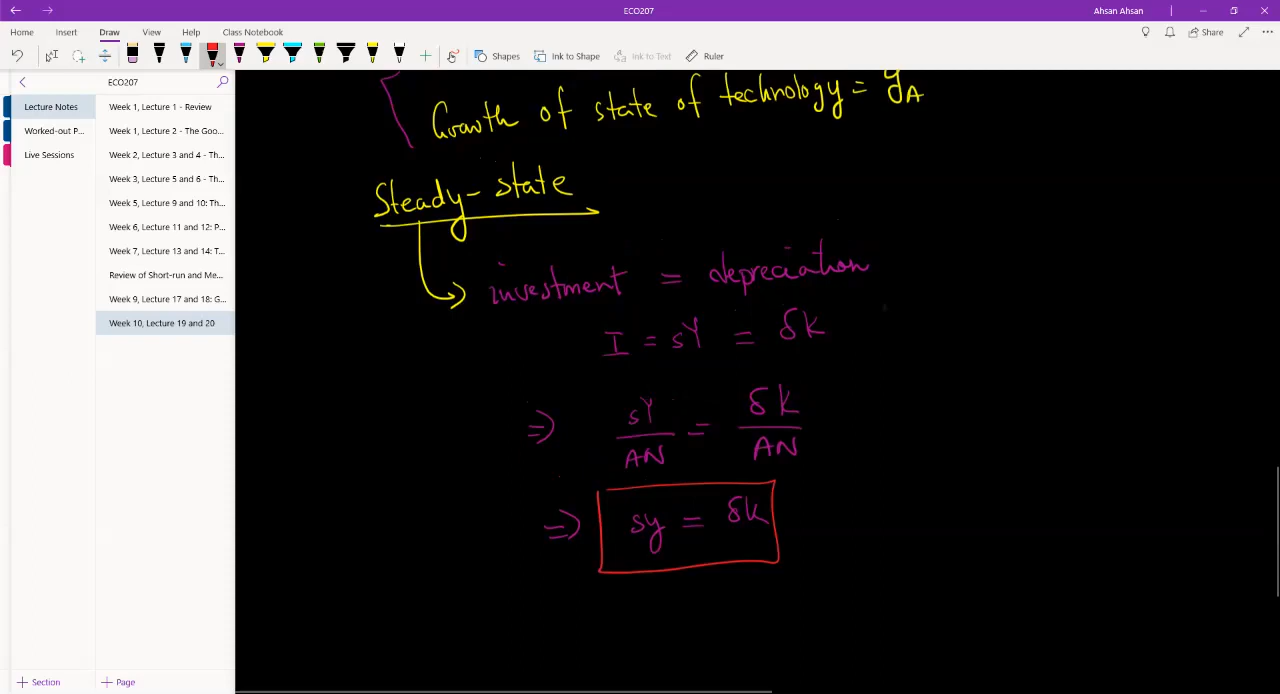 ECO207
Ahsan Ahsan
Home Insert Draw View Help Class Notebook
Share
Shapes Ink to Shape Ink to Text Ruler
ECO207
Lecture Notes
Worked-out P...
Live Sessions
Week 1, Lecture 1 - Review
Week 1, Lecture 2 - The Goo...
Week 2, Lecture 3 and 4 - Th...
Week 3, Lecture 5 and 6 - Th...
Week 5, Lecture 9 and 10: Th...
Week 6, Lecture 11 and 12: P...
Week 7, Lecture 13 and 14: T...
Review of Short-run and Me...
Week 9, Lecture 17 and 18: G...
Week 10, Lecture 19 and 20
Growth of state of technology = g_A
Steady-state
investment = depreciation
I = sY = δK
⇒ sY/AN = δK/AN
⇒ sy = δk
+ Section
+ Page